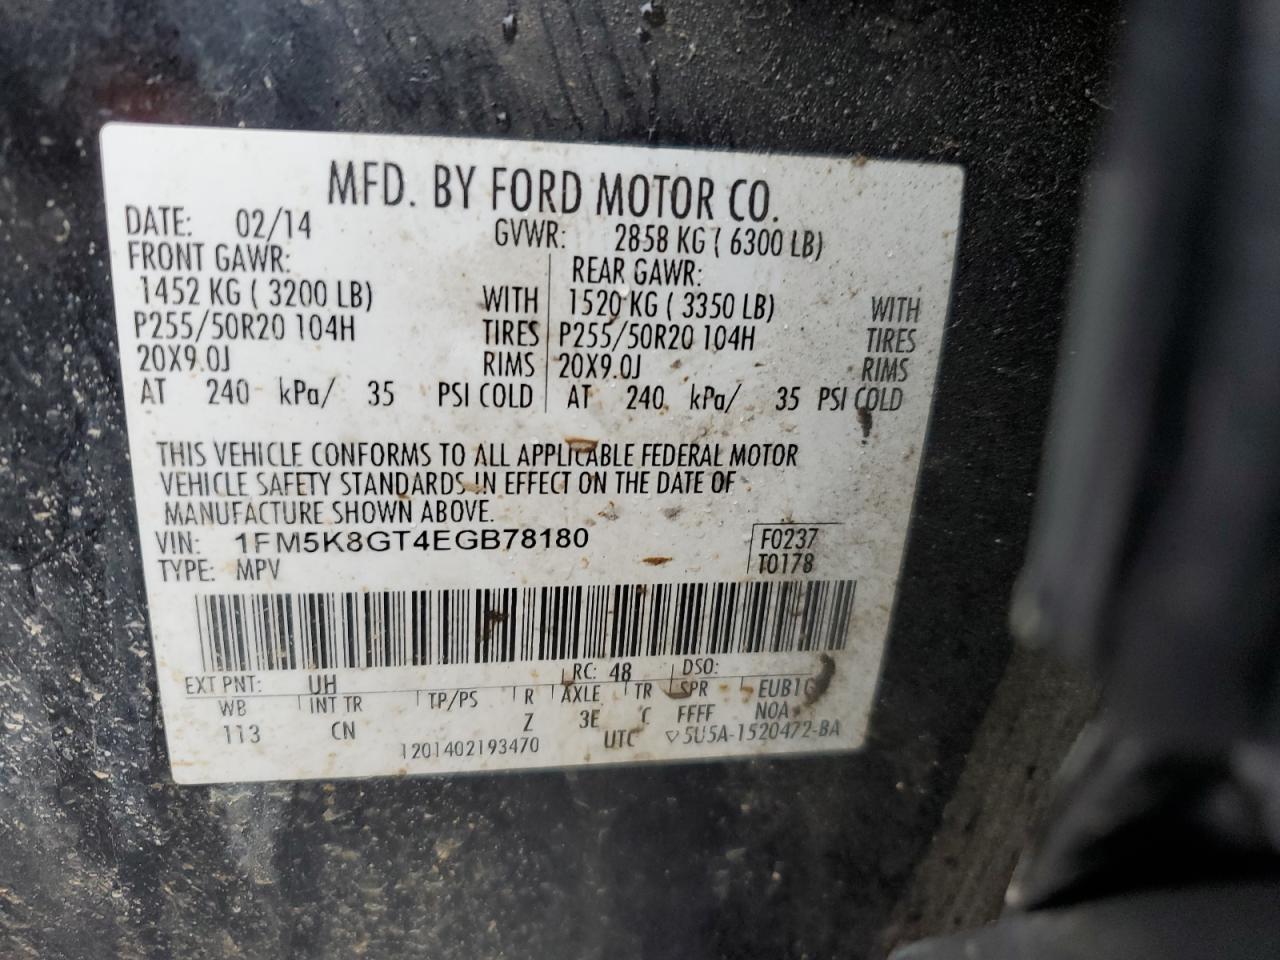 MFD. BY FORD MOTOR CO.
DATE: 02/14 GVWR: 2858 KG ( 6300 LB)
FRONT GAWR: REAR GAWR:
1452 KG ( 3200 LB) WITH 1520 KG ( 3350 LB) WITH
P255/50R20 104H TIRES P255/50R20 104H TIRES
20X9.0J RIMS 20X9.0J RIMS
AT 240 kPa/ 35 PSI COLD AT 240 kPa/ 35 PSI COLD
THIS VEHICLE CONFORMS TO ALL APPLICABLE FEDERAL MOTOR
VEHICLE SAFETY STANDARDS IN EFFECT ON THE DATE OF
MANUFACTURE SHOWN ABOVE.
VIN: 1FM5K8GT4EGB78180 F0237
TYPE: MPV T0178
EXT PNT: UH RC: 48 DSO:
WB INT TR TP/PS R AXLE TR SPR
113 CN Z 3E C FFFF NOA
1201402193470 UTC ▽5U5A-1520472-BA